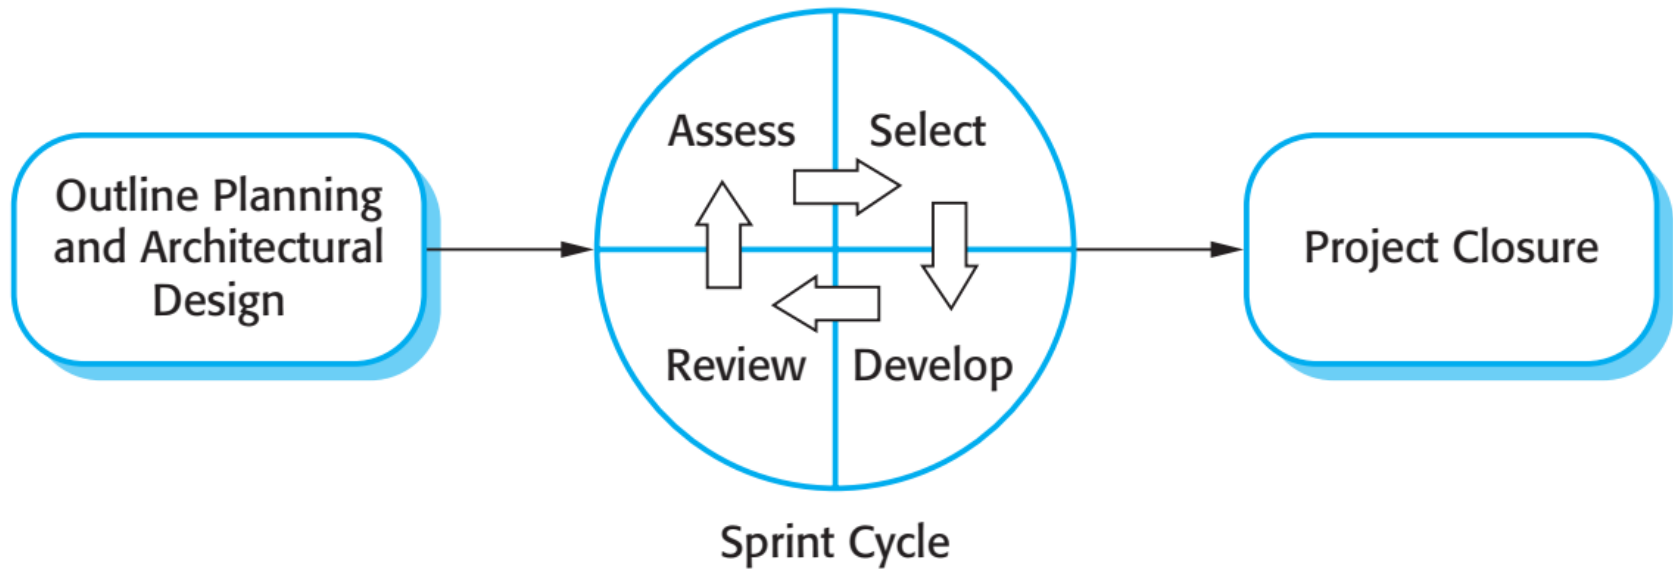 Outline Planning
and Architectural
Design
Assess
Select
Review
Develop
Sprint Cycle
Project Closure